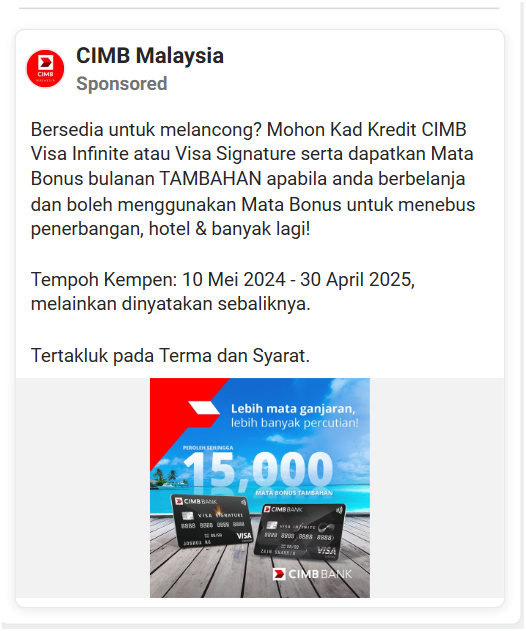 CIMB Malaysia
CIMB
Sponsored
Bersedia untuk melancong? Mohon Kad Kredit CIMB
Visa Infinite atau Visa Signature serta dapatkan Mata
Bonus bulanan TAMBAHAN apabila anda berbelanja
dan boleh menggunakan Mata Bonus untuk menebus
penerbangan, hotel & banyak lagi!
Tempoh Kempen: 10 Mei 2024 - 30 April 2025,
melainkan dinyatakan sebaliknya.
Tertakluk pada Terma dan Syarat.
Lebih mata ganjaran,
lebih banyak percutian!
PEROLEH SEHINGGA
15,000
MATA BONUS TAMBAHAN
CIMB BANK
VISA SIGNATURE
VISA
CIMB BANK
VISA INFINITE
VISA
CIMB BANK